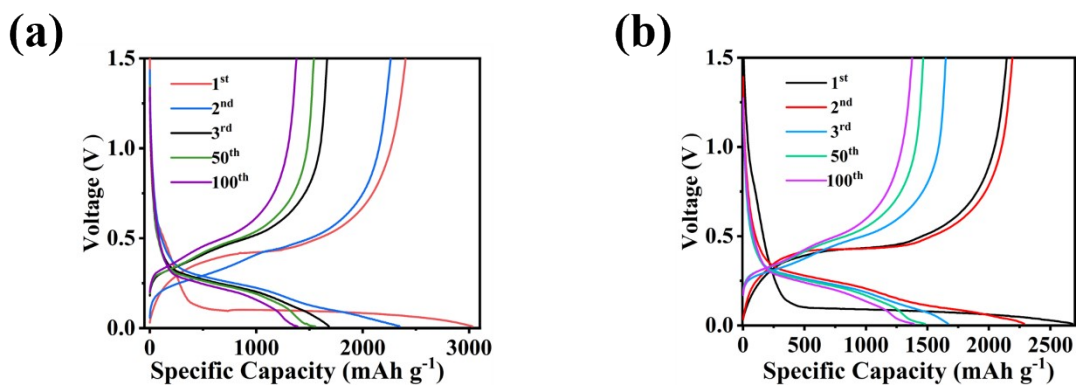 (a)
1.5
1.0
0.5
0.0
Voltage (V )
1st
2nd
3rd
50th
100th
0 1000 2000 3000
Specific Capacity (mAh g-1)
(b)
1.5
1.0
0.5
0.0
Voltage (V )
1st
2nd
3rd
50th
100th
0 500 1000 1500 2000 2500
Specific Capacity (mAh g-1)